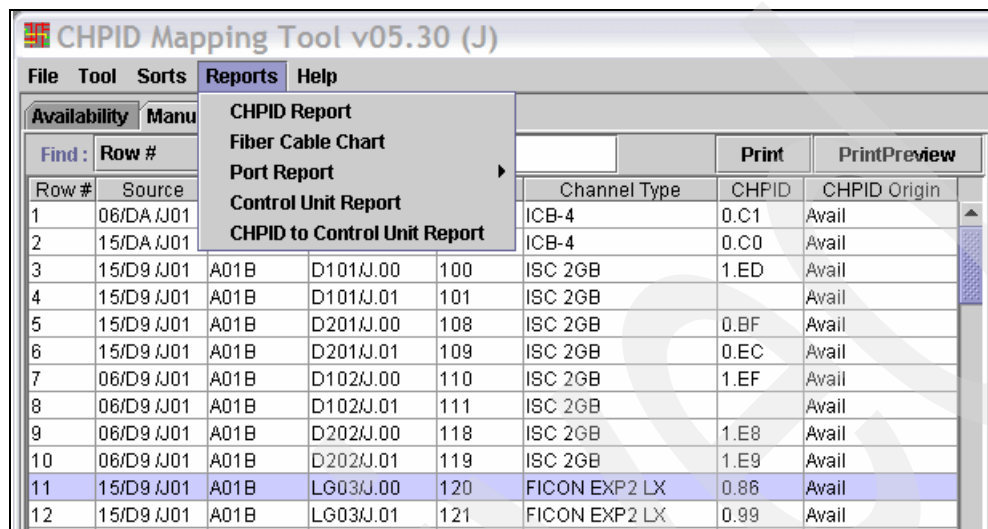 CHPID Mapping Tool v05.30 (J)
File Tool Sorts Reports Help
Availability Manu
CHPID Report
Fiber Cable Chart
Port Report
Control Unit Report
CHPID to Control Unit Report
Find : Row # Print PrintPreview
Row # Source Channel Type CHPID CHPID Origin
1 06/DA/J01 ICB-4 0.C1 Avail
2 15/DA/J01 ICB-4 0.C0 Avail
3 15/D9/J01 A01B D101/J.00 100 ISC 2GB 1.ED Avail
4 15/D9/J01 A01B D101/J.01 101 ISC 2GB Avail
5 15/D9/J01 A01B D201/J.00 108 ISC 2GB 0.BF Avail
6 15/D9/J01 A01B D201/J.01 109 ISC 2GB 0.EC Avail
7 06/D9/J01 A01B D102/J.00 110 ISC 2GB 1.EF Avail
8 06/D9/J01 A01B D102/J.01 111 ISC 2GB Avail
9 06/D9/J01 A01B D202/J.00 118 ISC 2GB 1.E8 Avail
10 06/D9/J01 A01B D202/J.01 119 ISC 2GB 1.E9 Avail
11 15/D9/J01 A01B LG03/J.00 120 FICON EXP2 LX 0.86 Avail
12 15/D9/J01 A01B LG03/J.01 121 FICON EXP2 LX 0.99 Avail